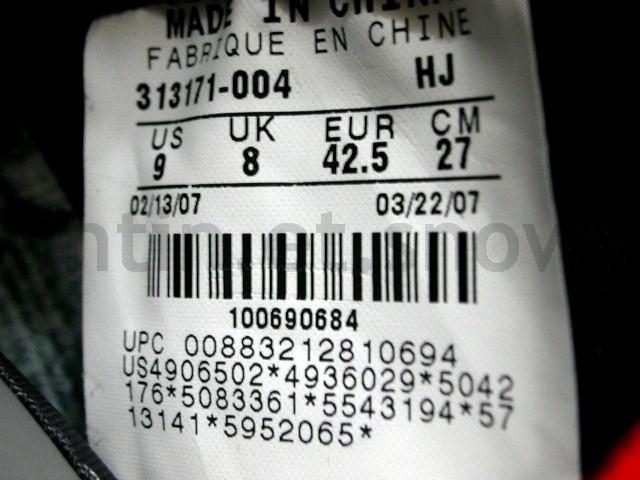 MADE IN CHINA
FABRIQUE EN CHINE
313171-004 HJ
US UK EUR CM
9 8 42.5 27
02/13/07 03/22/07
100690684
UPC 00883212810694
US4906502*4936029*5042
176*5083361*5543194*57
13141*5952065*